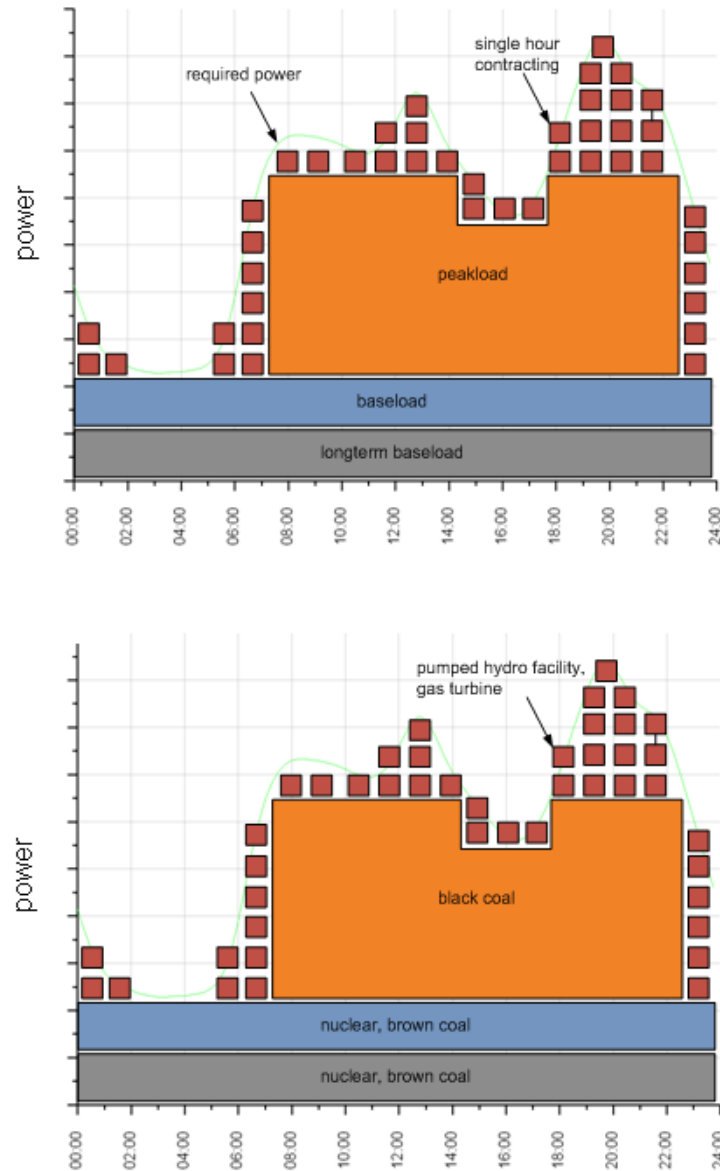 single hour
contracting
required power
power
peakload
baseload
longterm baseload
00:00 02:00 04:00 06:00 08:00 10:00 12:00 14:00 16:00 18:00 20:00 22:00 24:00
pumped hydro facility,
gas turbine
power
black coal
nuclear, brown coal
nuclear, brown coal
00:00 02:00 04:00 06:00 08:00 10:00 12:00 14:00 16:00 18:00 20:00 22:00 24:00